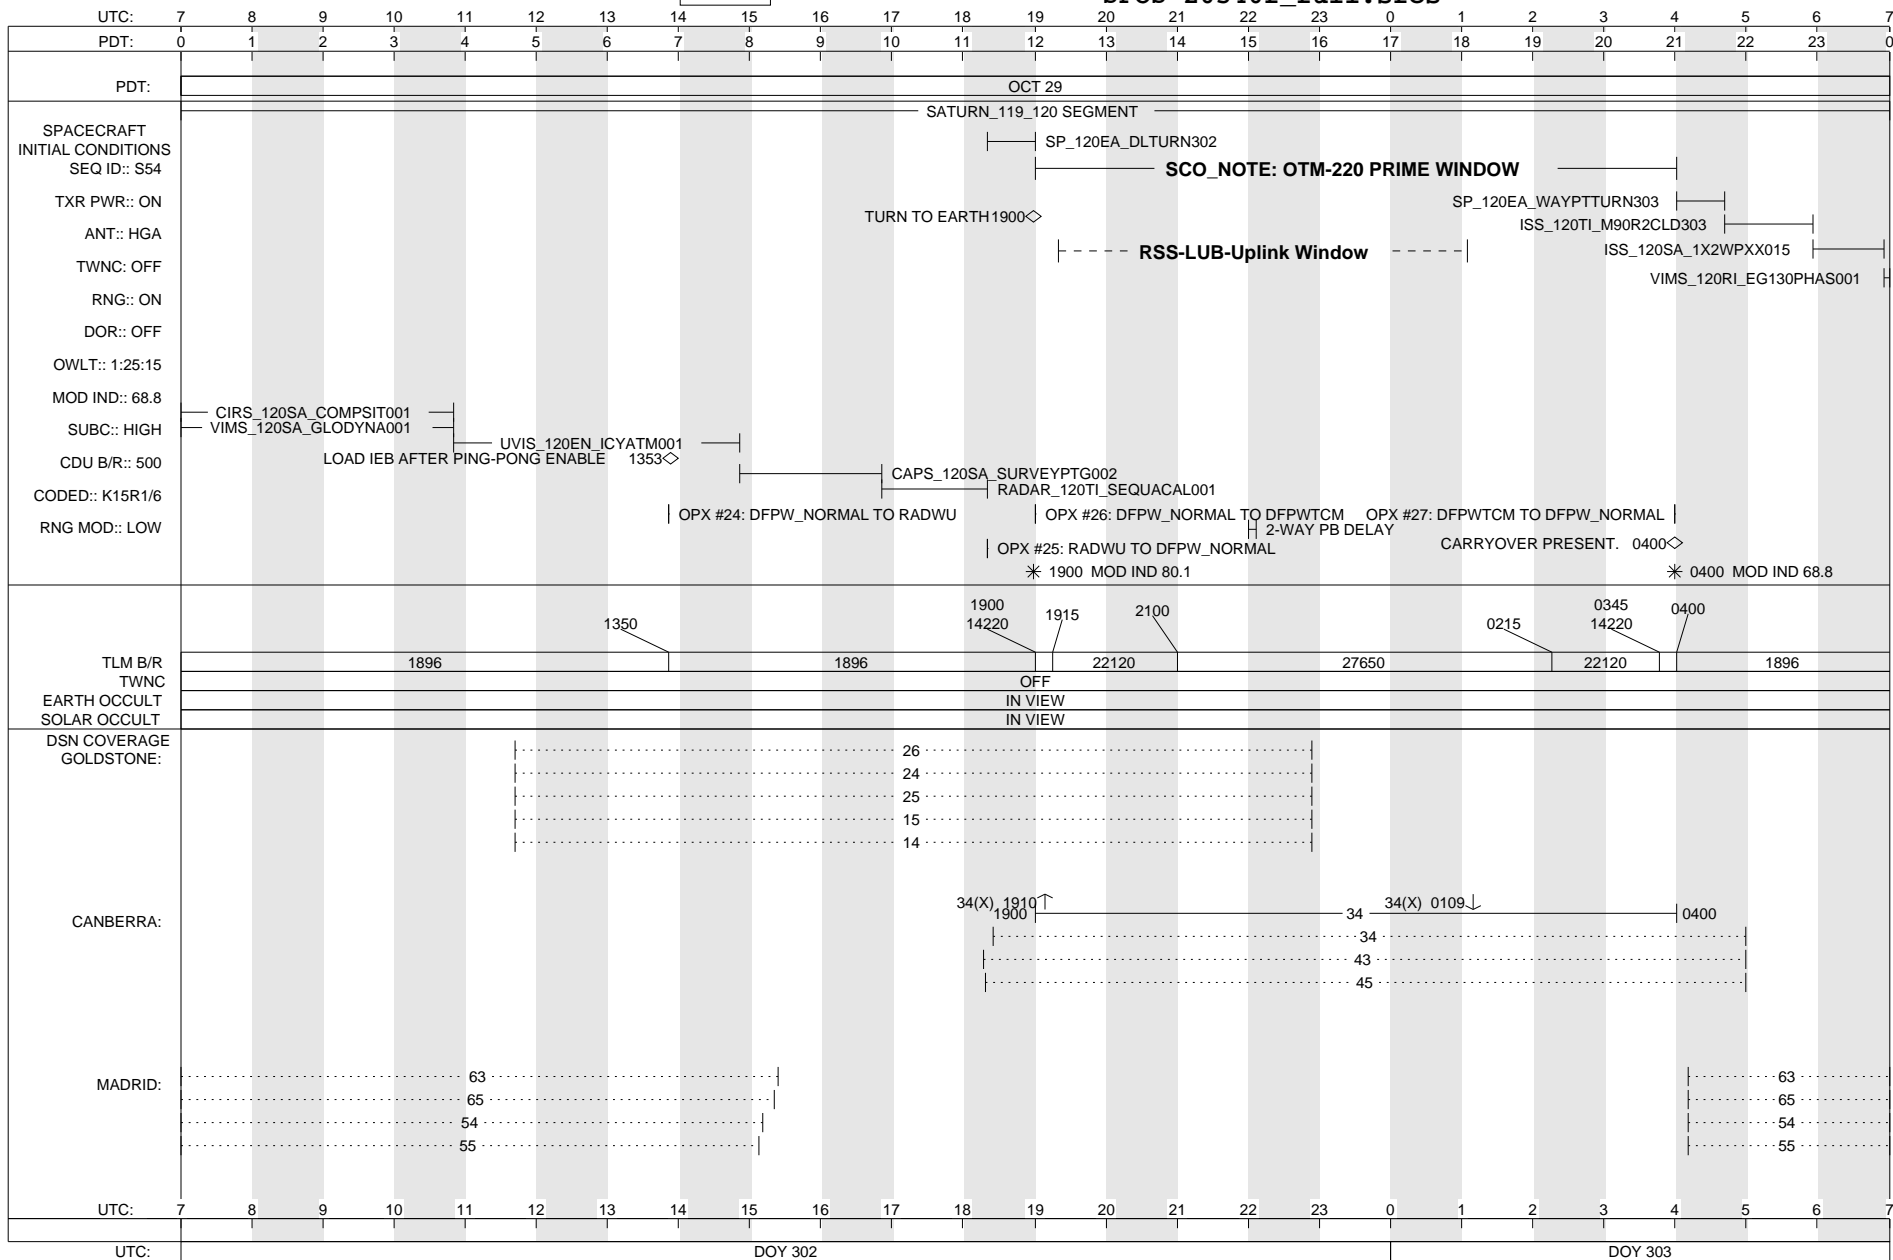 UTC: 7 8 9 10 11 12 13 14 15 16 17 18 19 20 21 22 23 0 1 2 3 4 5 6 7
PDT: 0 1 2 3 4 5 6 7 8 9 10 11 12 13 14 15 16 17 18 19 20 21 22 23 0
PDT: OCT 29
SATURN_119_120 SEGMENT
SPACECRAFT
INITIAL CONDITIONS
SP_120EA_DLTURN302
SEQ ID:: S54
SCO_NOTE: OTM-220 PRIME WINDOW
TXR PWR:: ON
SP_120EA_WAYPTTURN303
TURN TO EARTH 1900
ISS_120TI_M90R2CLD303
ANT:: HGA
RSS-LUB-Uplink Window
ISS_120SA_1X2WPXX015
TWNC: OFF
VIMS_120RI_EG130PHAS001
RNG:: ON
DOR:: OFF
OWLT:: 1:25:15
MOD IND:: 68.8
CIRS_120SA_COMPSIT001
SUBC:: HIGH
VIMS_120SA_GLODYNA001
UVIS_120EN_ICYATM001
CDU B/R:: 500
LOAD IEB AFTER PING-PONG ENABLE 1353
CAPS_120SA_SURVEYPTG002
CODED:: K15R1/6
RADAR_120TI_SEQUACAL001
OPX #24: DFPW_NORMAL TO RADWU
OPX #26: DFPW_NORMAL TO DFPWTCM
OPX #27: DFPWTCM TO DFPW_NORMAL
RNG MOD:: LOW
2-WAY PB DELAY
OPX #25: RADWU TO DFPW_NORMAL
CARRYOVER PRESENT. 0400
1900 MOD IND 80.1
0400 MOD IND 68.8
1350
1900
14220
1915
2100
0215
0345
14220
0400
TLM B/R 1896 1896 22120 27650 22120 1896
TWNC OFF
EARTH OCCULT IN VIEW
SOLAR OCCULT IN VIEW
DSN COVERAGE
GOLDSTONE:
26
24
25
15
14
34(X) 1910
34(X) 0109
CANBERRA:
1900 34 0400
34
43
45
MADRID:
63 63
65 65
54 54
55 55
UTC: 7 8 9 10 11 12 13 14 15 16 17 18 19 20 21 22 23 0 1 2 3 4 5 6 7
UTC: DOY 302 DOY 303